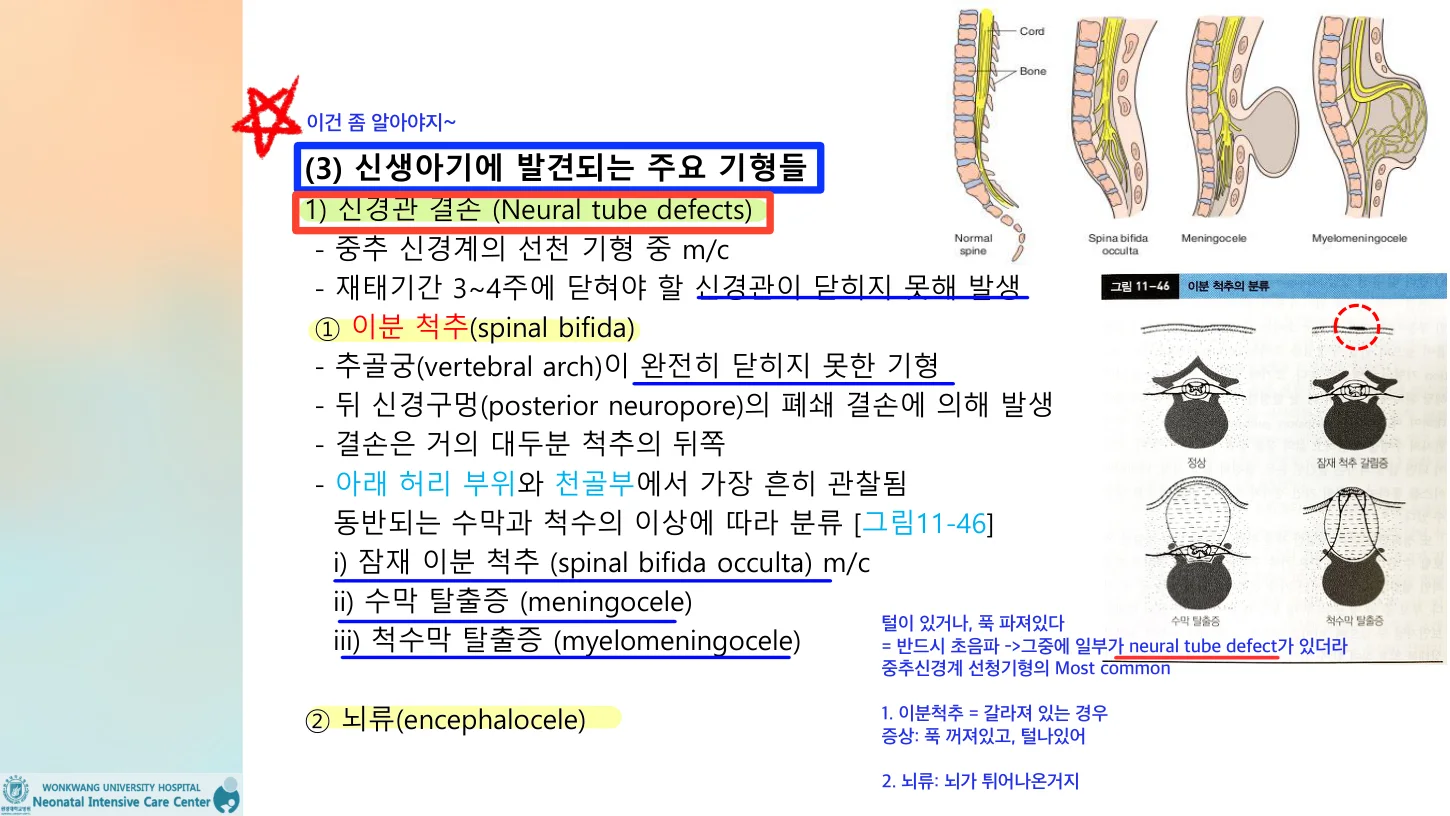 이건 좀 알아야지~
(3) 신생아기에 발견되는 주요 기형들
1) 신경관 결손 (Neural tube defects)
- 중추 신경계의 선천 기형 중 m/c
- 재태기간 3~4주에 닫혀야 할 신경관이 닫히지 못해 발생
① 이분 척추(spinal bifida)
- 추골궁(vertebral arch)이 완전히 닫히지 못한 기형
- 뒤 신경구멍(posterior neuropore)의 폐쇄 결손에 의해 발생
- 결손은 거의 대두분 척추의 뒤쪽
- 아래 허리 부위와 천골부에서 가장 흔히 관찰됨
동반되는 수막과 척수의 이상에 따라 분류 [그림11-46]
i) 잠재 이분 척추 (spinal bifida occulta) m/c
ii) 수막 탈출증 (meningocele)
iii) 척수막 탈출증 (myelomeningocele)
② 뇌류(encephalocele)
Cord
Bone
Normal
spine
Spina bifida
occulta
Meningocele
Myelomeningocele
그림 11-46 이분 척추의 분류
정상
잠재 척추 갈림증
수막 탈출증
척수막 탈출증
털이 있거나, 푹 파져있다
= 반드시 초음파 ->그중에 일부가 neural tube defect가 있더라
중추신경계 선청기형의 Most common
1. 이분척추 = 갈라져 있는 경우
증상: 푹 꺼져있고, 털나있어
2. 뇌류: 뇌가 튀어나온거지
WONKWANG UNIVERSITY HOSPITAL
Neonatal Intensive Care Center